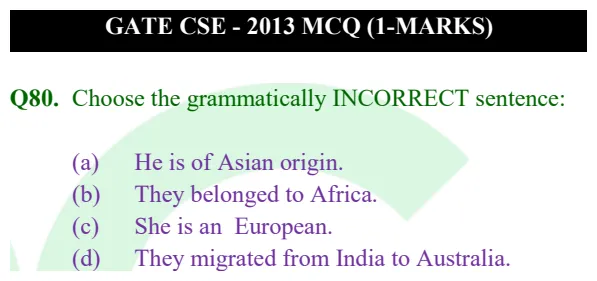 GATE CSE - 2013 MCQ (1-MARKS)
Q80. Choose the grammatically INCORRECT sentence:
(a) He is of Asian origin.
(b) They belonged to Africa.
(c) She is an European.
(d) They migrated from India to Australia.